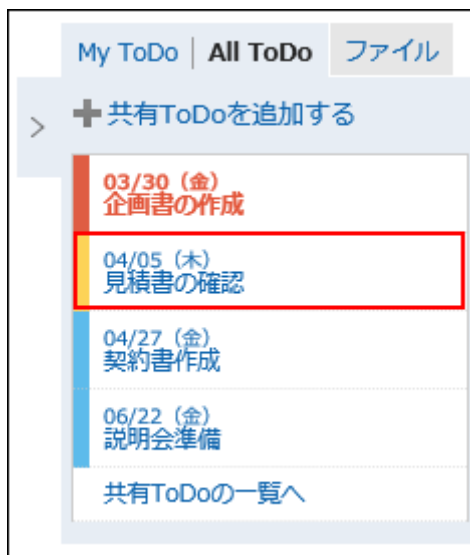 My ToDo | All ToDo ファイル
共有ToDoを追加する
03/30（金）
企画書の作成
04/05（木）
見積書の確認
04/27（金）
契約書作成
06/22（金）
説明会準備
共有ToDoの一覧へ